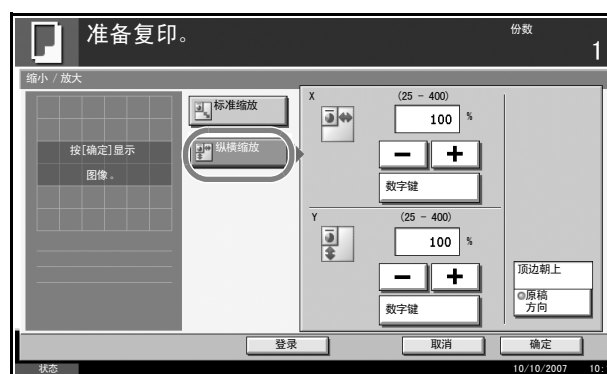 准备复印。
份数
1
缩小 / 放大
按[确定]显示
图像。
标准缩放
纵横缩放
X
(25 - 400)
100 %
− +
数字键
Y
(25 - 400)
100 %
− +
数字键
顶边朝上
原稿
方向
登录
取消
确定
状态
10/10/2007 10: